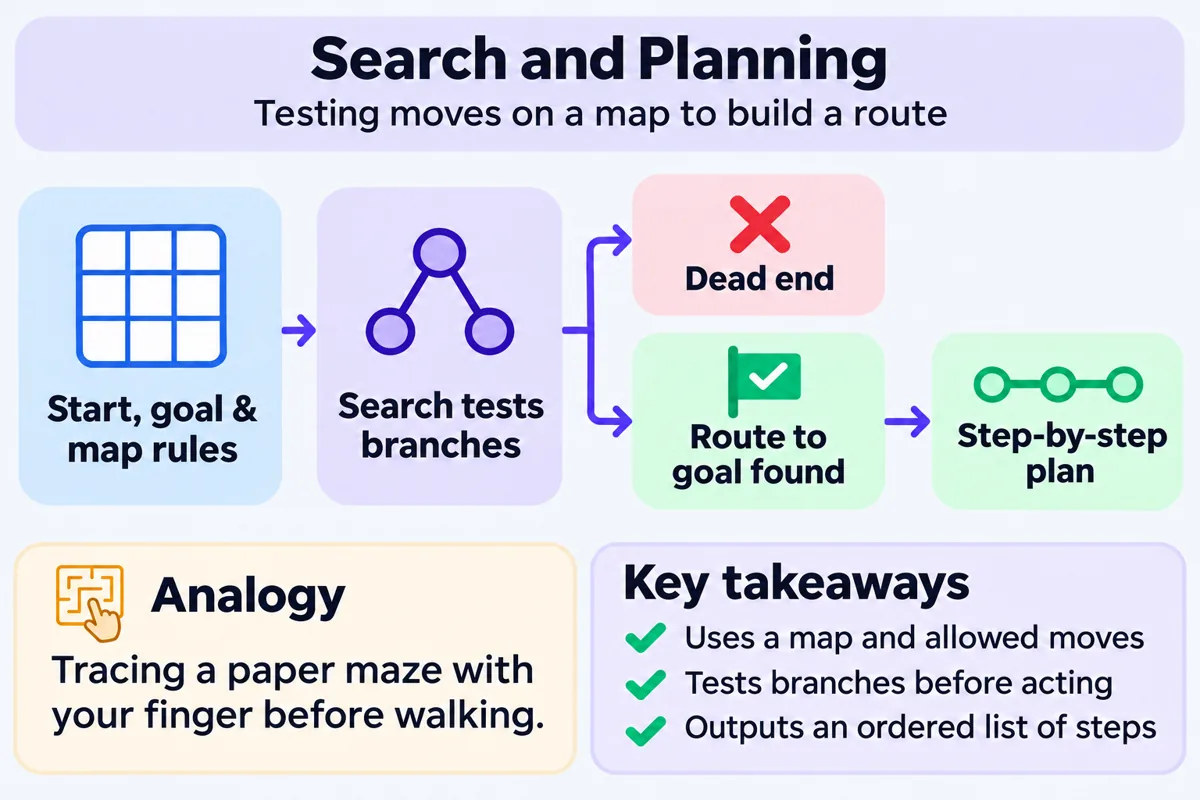 Search and Planning
Testing moves on a map to build a route
Start, goal &
map rules
Search tests
branches
Dead end
Route to
goal found
Step-by-step
plan
Analogy
Tracing a paper maze with
your finger before walking.
Key takeaways
Uses a map and allowed moves
Tests branches before acting
Outputs an ordered list of steps